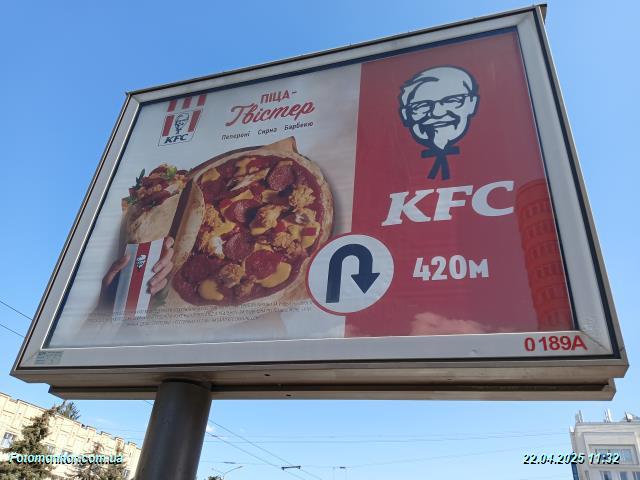 ПІЦА-
Твістер
Пепероні Сирна Барбекю
KFC
KFC
420м
0189A
Fotomonitor.com.ua
22.04.2025 11:32